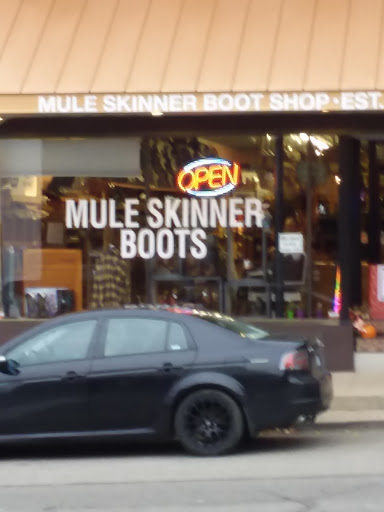 MULE SKINNER BOOT SHOP · EST.
OPEN
MULE SKINNER
BOOTS